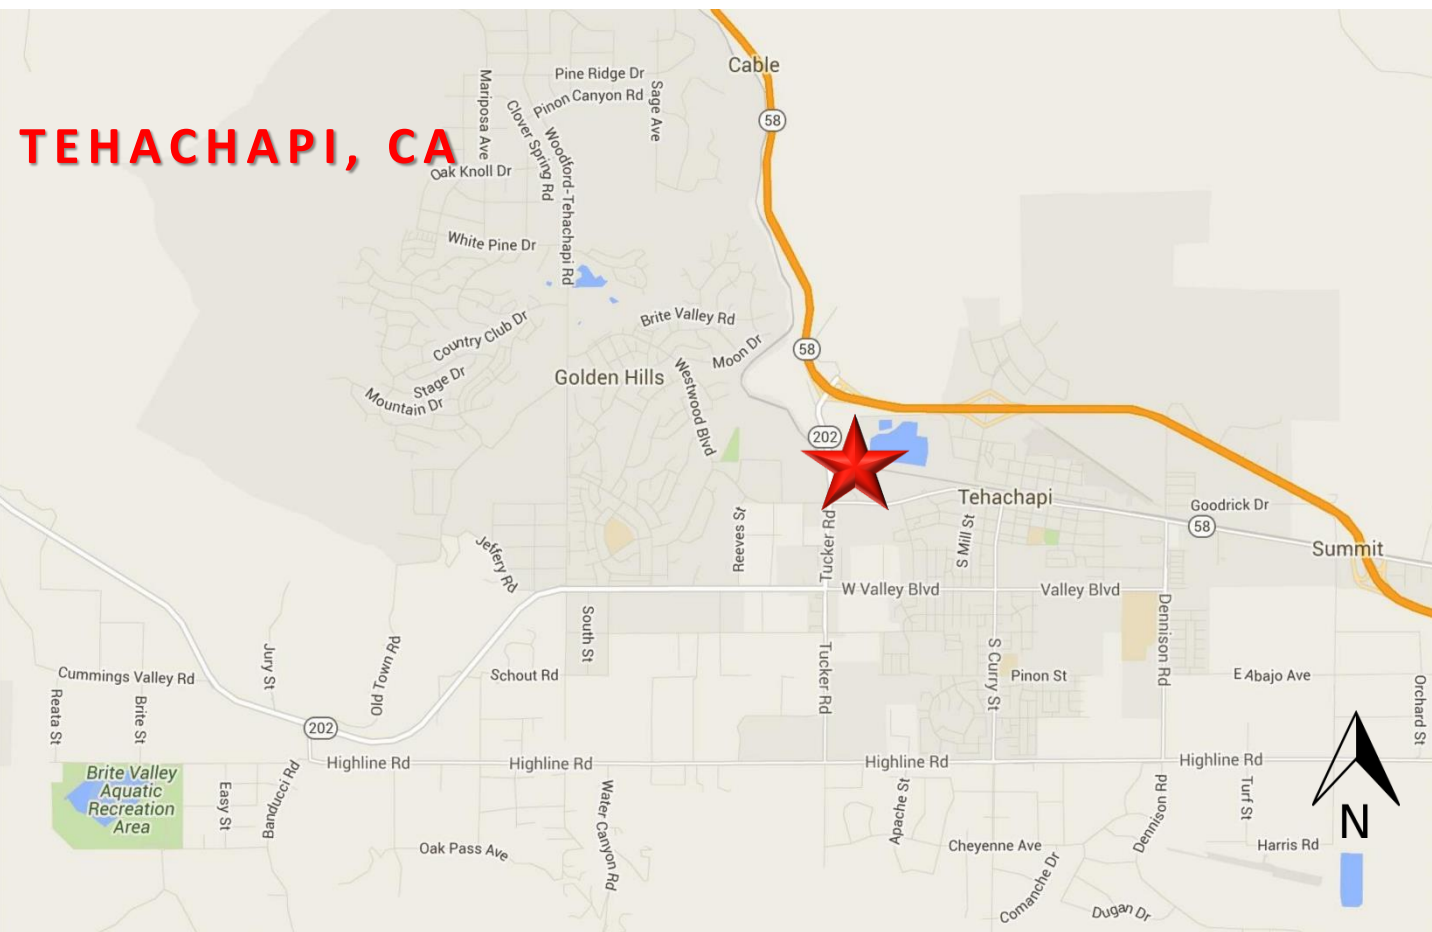 Cable
Pine Ridge Dr
Pinon Canyon Rd
Sage Ave
Mariposa Ave
Clover Spring Rd
Woodford-Tehachapi Rd
58
TEHACHAPI, CA
Oak Knoll Dr
White Pine Dr
Brite Valley Rd
Country Club Dr
Moon Dr
58
Golden Hills
Stage Dr
Mountain Dr
Westwood Blvd
202
Tehachapi
Goodrick Dr
58
Reeves St
Tucker Rd
S Mill St
Summit
Jeffery Rd
W Valley Blvd
Valley Blvd
South St
Dennison Rd
Jury St
Old Town Rd
Tucker Rd
S Curry St
Cummings Valley Rd
Schout Rd
Pinon St
E Abajo Ave
Reata St
Brite St
Orchard St
202
Highline Rd
Highline Rd
Highline Rd
Highline Rd
Brite Valley
Aquatic
Recreation
Area
Easy St
Banducci Rd
Water Canyon Rd
Apache St
Dennison Rd
Turf St
N
Oak Pass Ave
Cheyenne Ave
Harris Rd
Comanche Dr
Dugan Dr